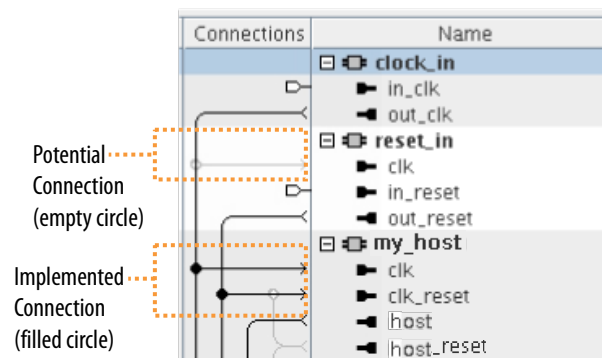 Connections Name
clock_in
in_clk
out_clk
reset_in
Potential
Connection
(empty circle)
clk
in_reset
out_reset
my_host
Implemented
Connection
(filled circle)
clk
clk_reset
host
host_reset